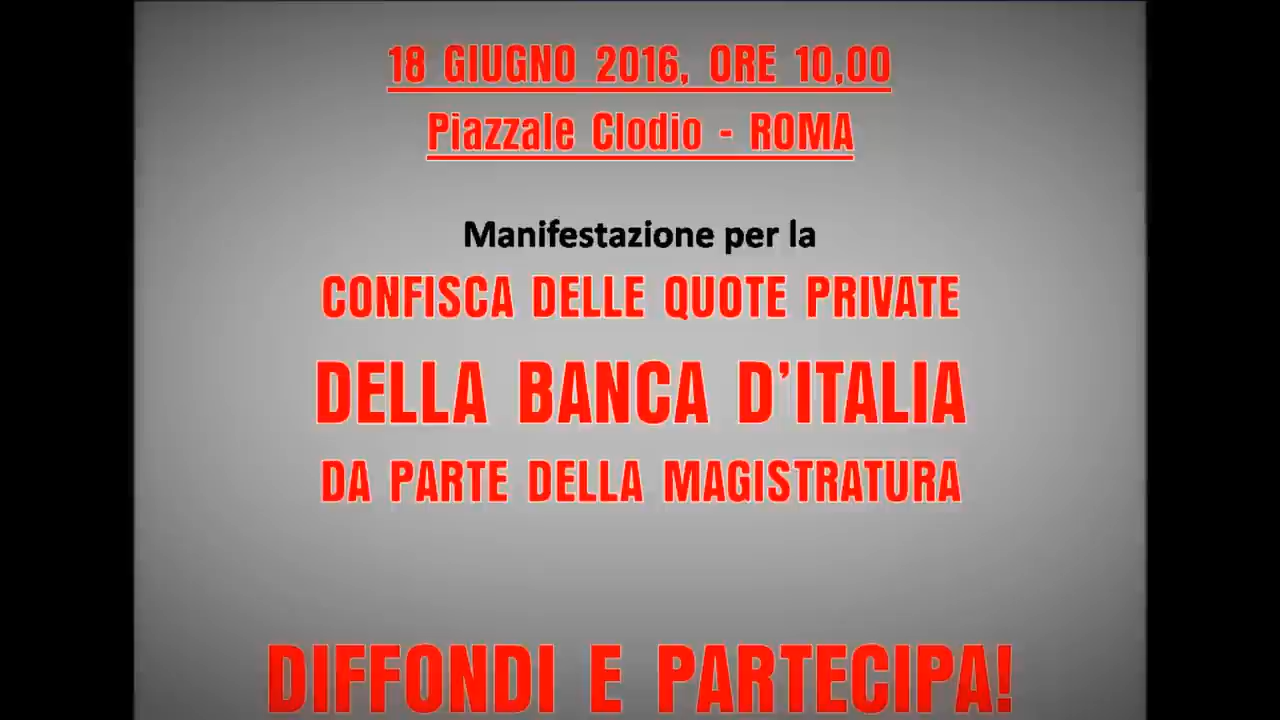 18 GIUGNO 2016, ORE 10,00
Piazzale Clodio - ROMA
Manifestazione per la
CONFISCA DELLE QUOTE PRIVATE
DELLA BANCA D'ITALIA
DA PARTE DELLA MAGISTRATURA
DIFFONDI E PARTECIPA!